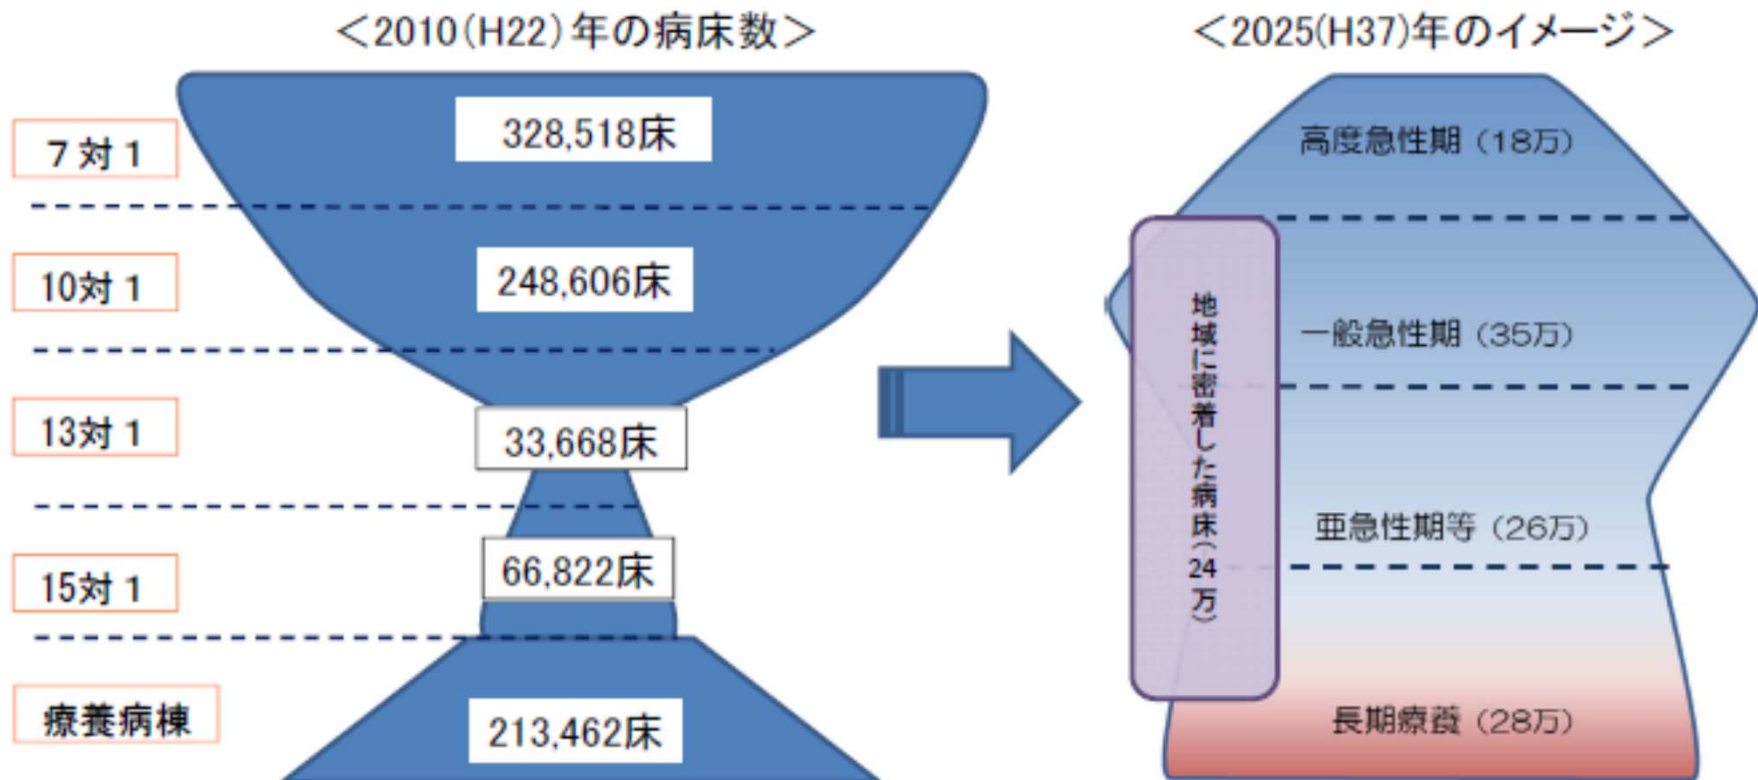 ＜2010（H22）年の病床数＞
7対1
328,518床
10対1
248,606床
13対1
33,668床
15対1
66,822床
療養病棟
213,462床
＜2025(H37)年のイメージ＞
高度急性期（18万）
一般急性期（35万）
亜急性期等（26万）
長期療養（28万）
地域に密着した病床（24万）